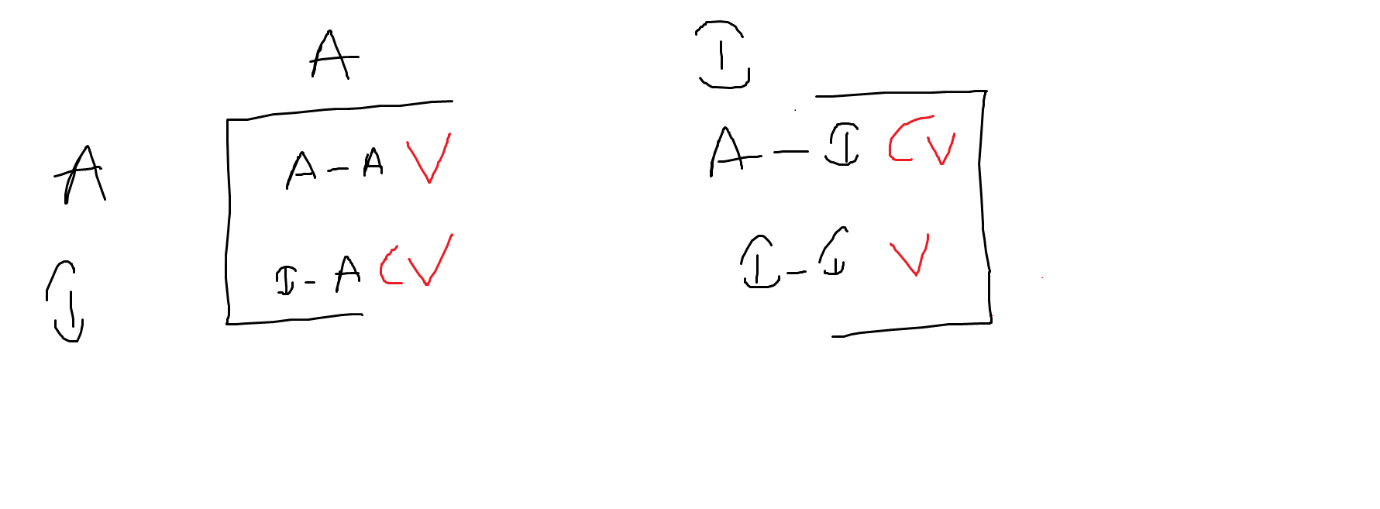 A I
A A-A V A-I CV
I I-A CV I-I V